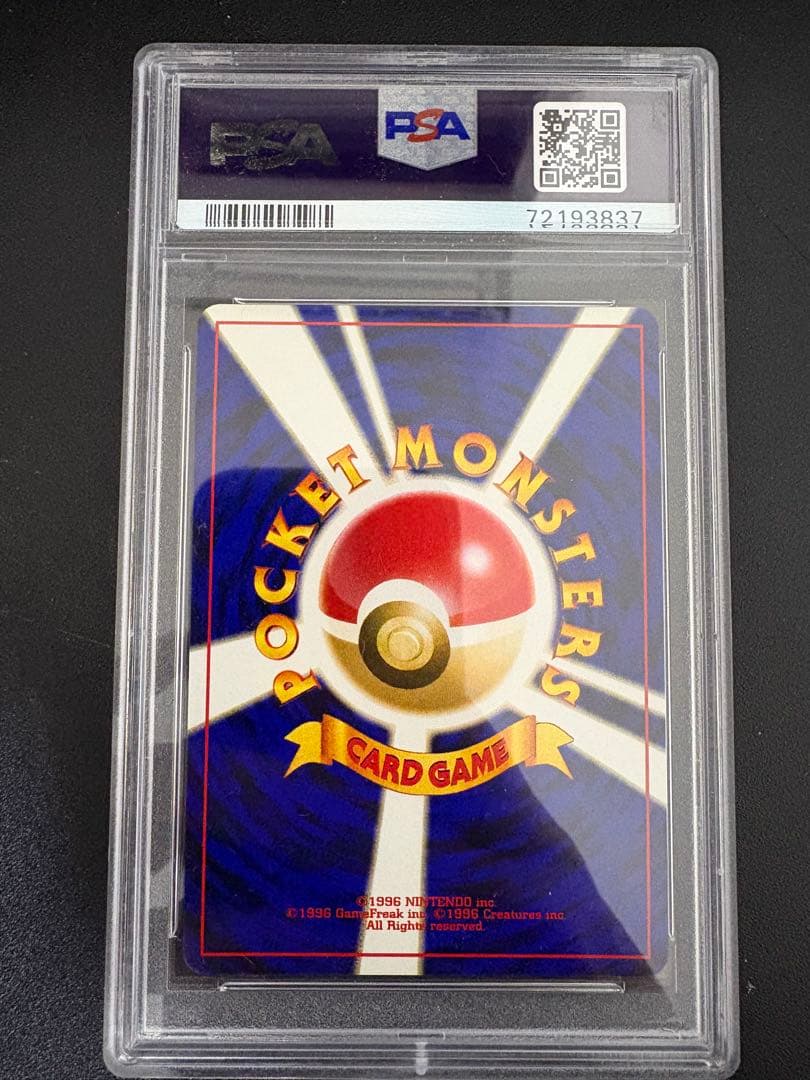 PSA
PSA
72193837
POCKET MONSTERS
CARD GAME
©1996 NINTENDO inc.
©1996 GameFreak inc. ©1996 Creatures inc.
All Rights reserved.